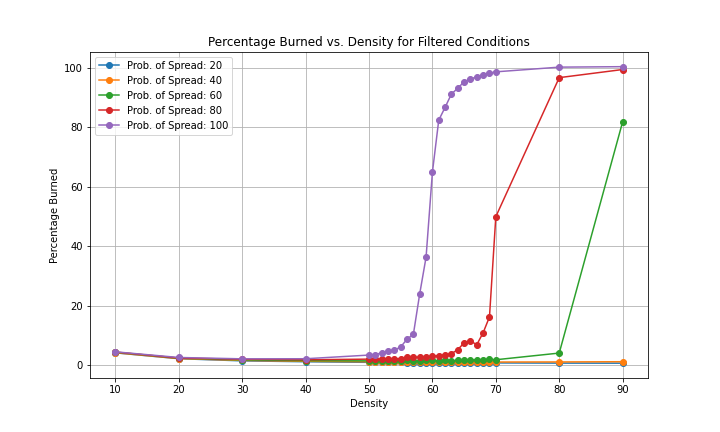 Percentage Burned vs. Density for Filtered Conditions
Prob. of Spread: 20
Prob. of Spread: 40
Prob. of Spread: 60
Prob. of Spread: 80
Prob. of Spread: 100
Percentage Burned
100
80
60
40
20
0
10 20 30 40 50 60 70 80 90
Density